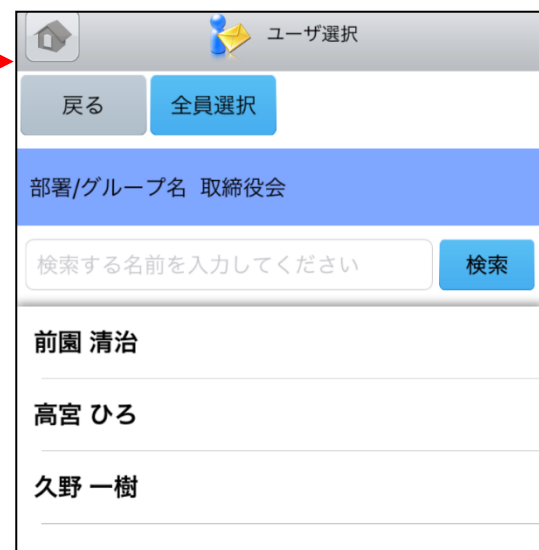 ユーザ選択
戻る 全員選択
部署/グループ名 取締役会
検索する名前を入力してください 検索
前園 清治
高宮 ひろ
久野 一樹